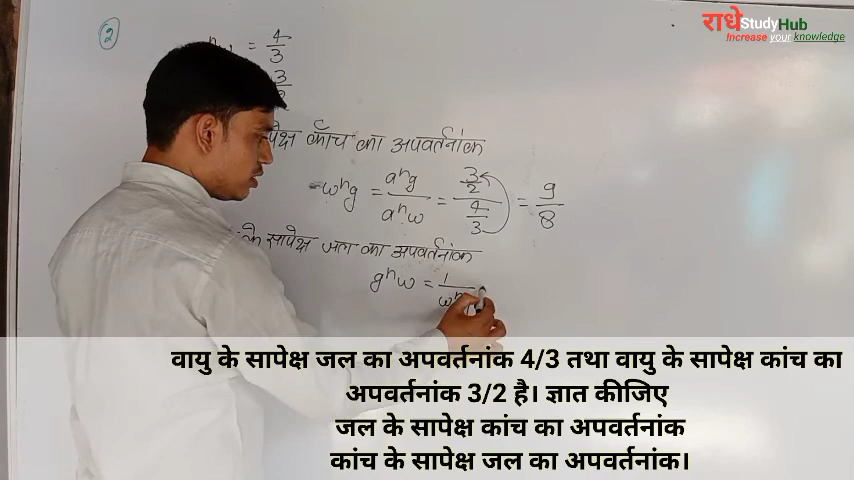 राधे StudyHub
Increase your knowledge
2
w = 4/3
3
कॉच का अपवर्तनांक
wng = ang/anw = 3/2 / 4/3 = 9/8
के सापेक्ष जल का अपवर्तनांक
gnw = 1/wn
वायु के सापेक्ष जल का अपवर्तनांक 4/3 तथा वायु के सापेक्ष कांच का
अपवर्तनांक 3/2 है। ज्ञात कीजिए
जल के सापेक्ष कांच का अपवर्तनांक
कांच के सापेक्ष जल का अपवर्तनांक।